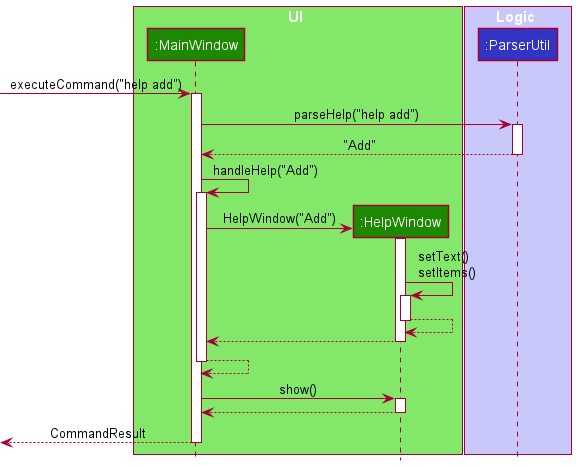 UI
Logic
:MainWindow
:ParserUtil
executeCommand("help add")
parseHelp("help add")
"Add"
handleHelp("Add")
HelpWindow("Add")
:HelpWindow
setText()
setItems()
show()
CommandResult